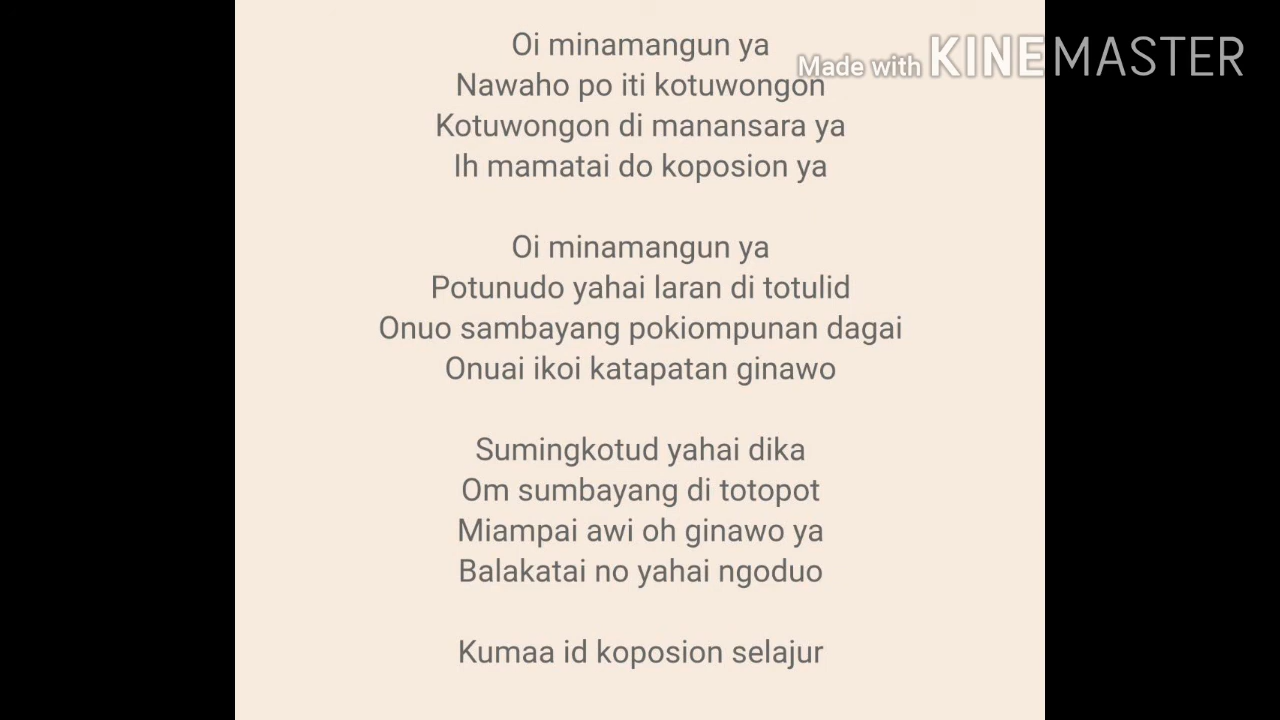 Oi minamangun ya
Made with KINEMASTER
Nawaho po iti kotuwongon
Kotuwongon di manansara ya
Ih mamatai do koposion ya
Oi minamangun ya
Potunudo yahai laran di totulid
Onuo sambayang pokiompunan dagai
Onuai ikoi katapatan ginawo
Sumingkotud yahai dika
Om sumbayang di totopot
Miampai awi oh ginawo ya
Balakatai no yahai ngoduo
Kumaa id koposion selajur